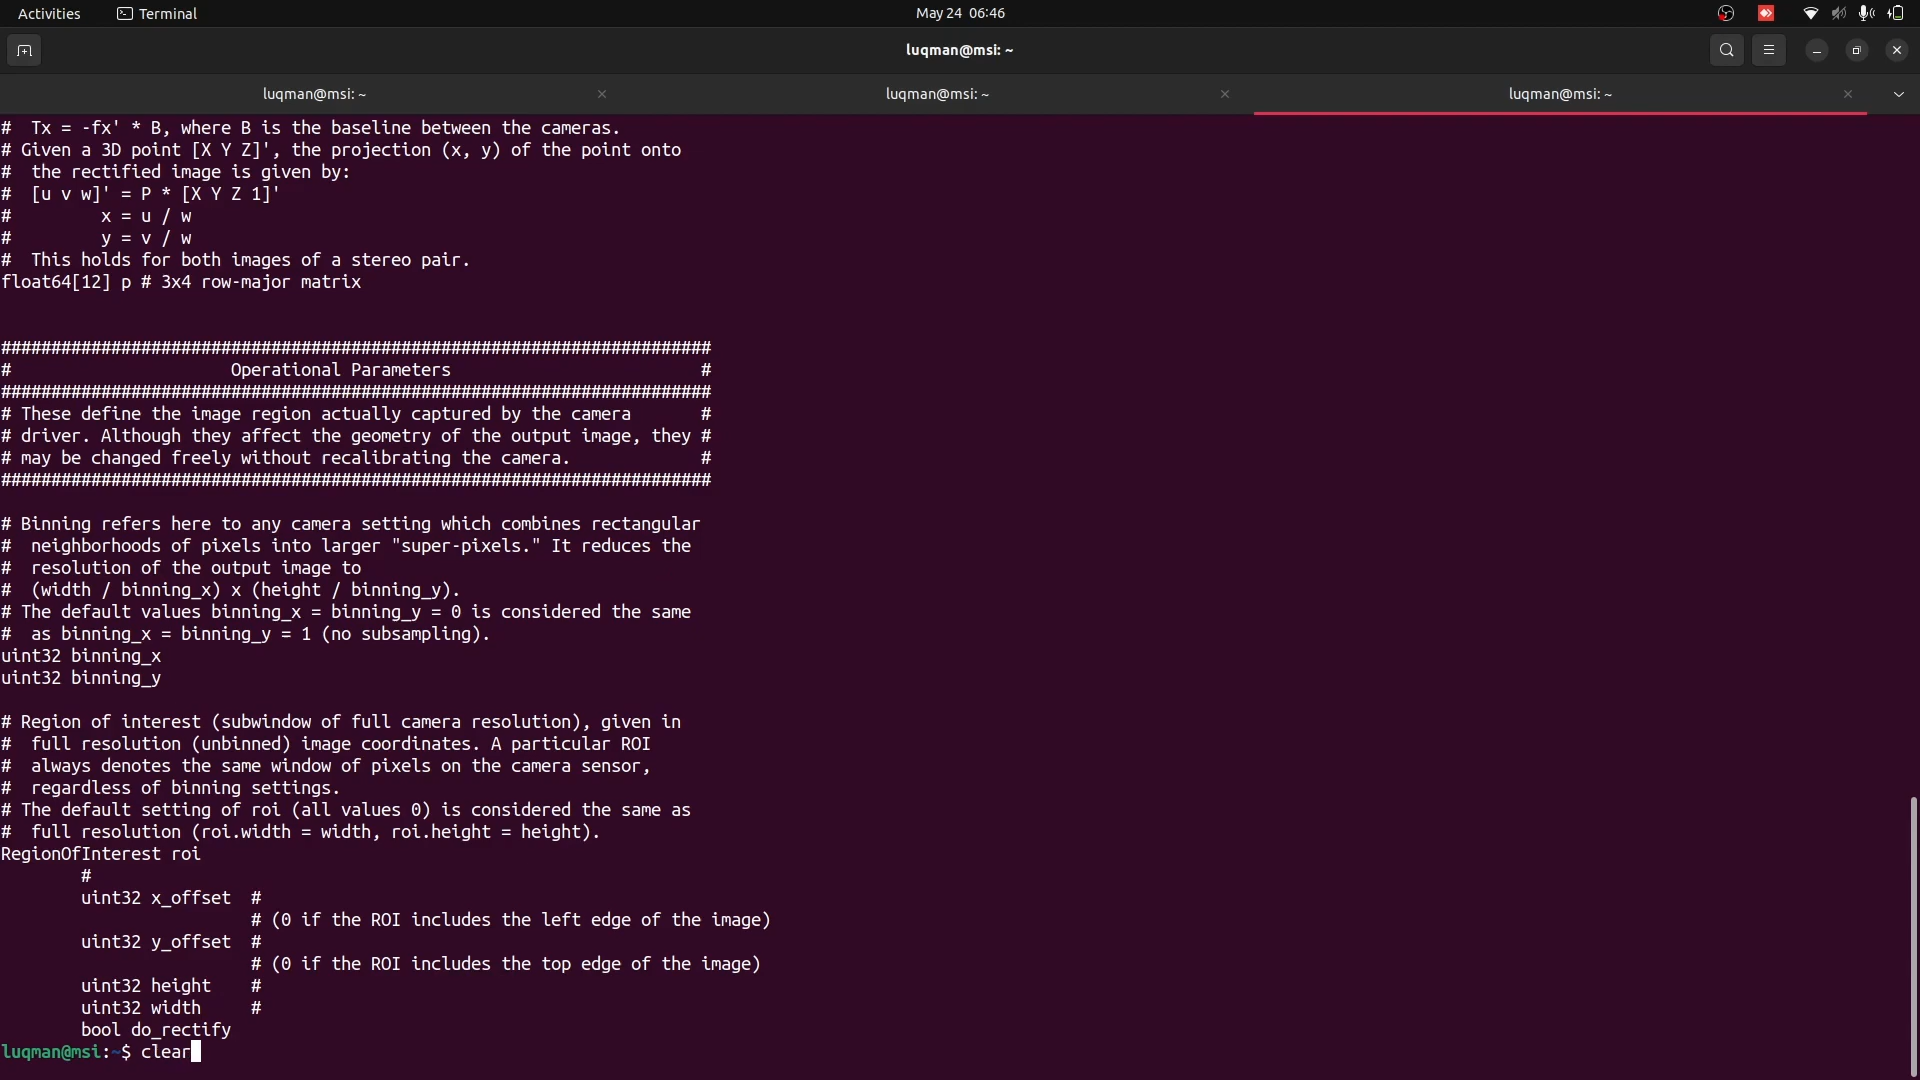 Activities
Terminal
May 24 06:46
luqman@msi: ~
luqman@msi: ~
luqman@msi: ~
luqman@msi: ~
#  Tx = -fx' * B, where B is the baseline between the cameras.
# Given a 3D point [X Y Z]', the projection (x, y) of the point onto
#  the rectified image is given by:
#  [u v w]' = P * [X Y Z 1]'
#         x = u / w
#         y = v / w
#  This holds for both images of a stereo pair.
float64[12] p # 3x4 row-major matrix
#######################################################################
#                      Operational Parameters                         #
#######################################################################
# These define the image region actually captured by the camera       #
# driver. Although they affect the geometry of the output image, they #
# may be changed freely without recalibrating the camera.             #
#######################################################################
# Binning refers here to any camera setting which combines rectangular
#  neighborhoods of pixels into larger "super-pixels." It reduces the
#  resolution of the output image to
#  (width / binning_x) x (height / binning_y).
# The default values binning_x = binning_y = 0 is considered the same
#  as binning_x = binning_y = 1 (no subsampling).
uint32 binning_x
uint32 binning_y
# Region of interest (subwindow of full camera resolution), given in
#  full resolution (unbinned) image coordinates. A particular ROI
#  always denotes the same window of pixels on the camera sensor,
#  regardless of binning settings.
# The default setting of roi (all values 0) is considered the same as
#  full resolution (roi.width = width, roi.height = height).
RegionOfInterest roi
        #
        uint32 x_offset  #
                         # (0 if the ROI includes the left edge of the image)
        uint32 y_offset  #
                         # (0 if the ROI includes the top edge of the image)
        uint32 height    #
        uint32 width     #
        bool do_rectify
luqman@msi:~$ clear